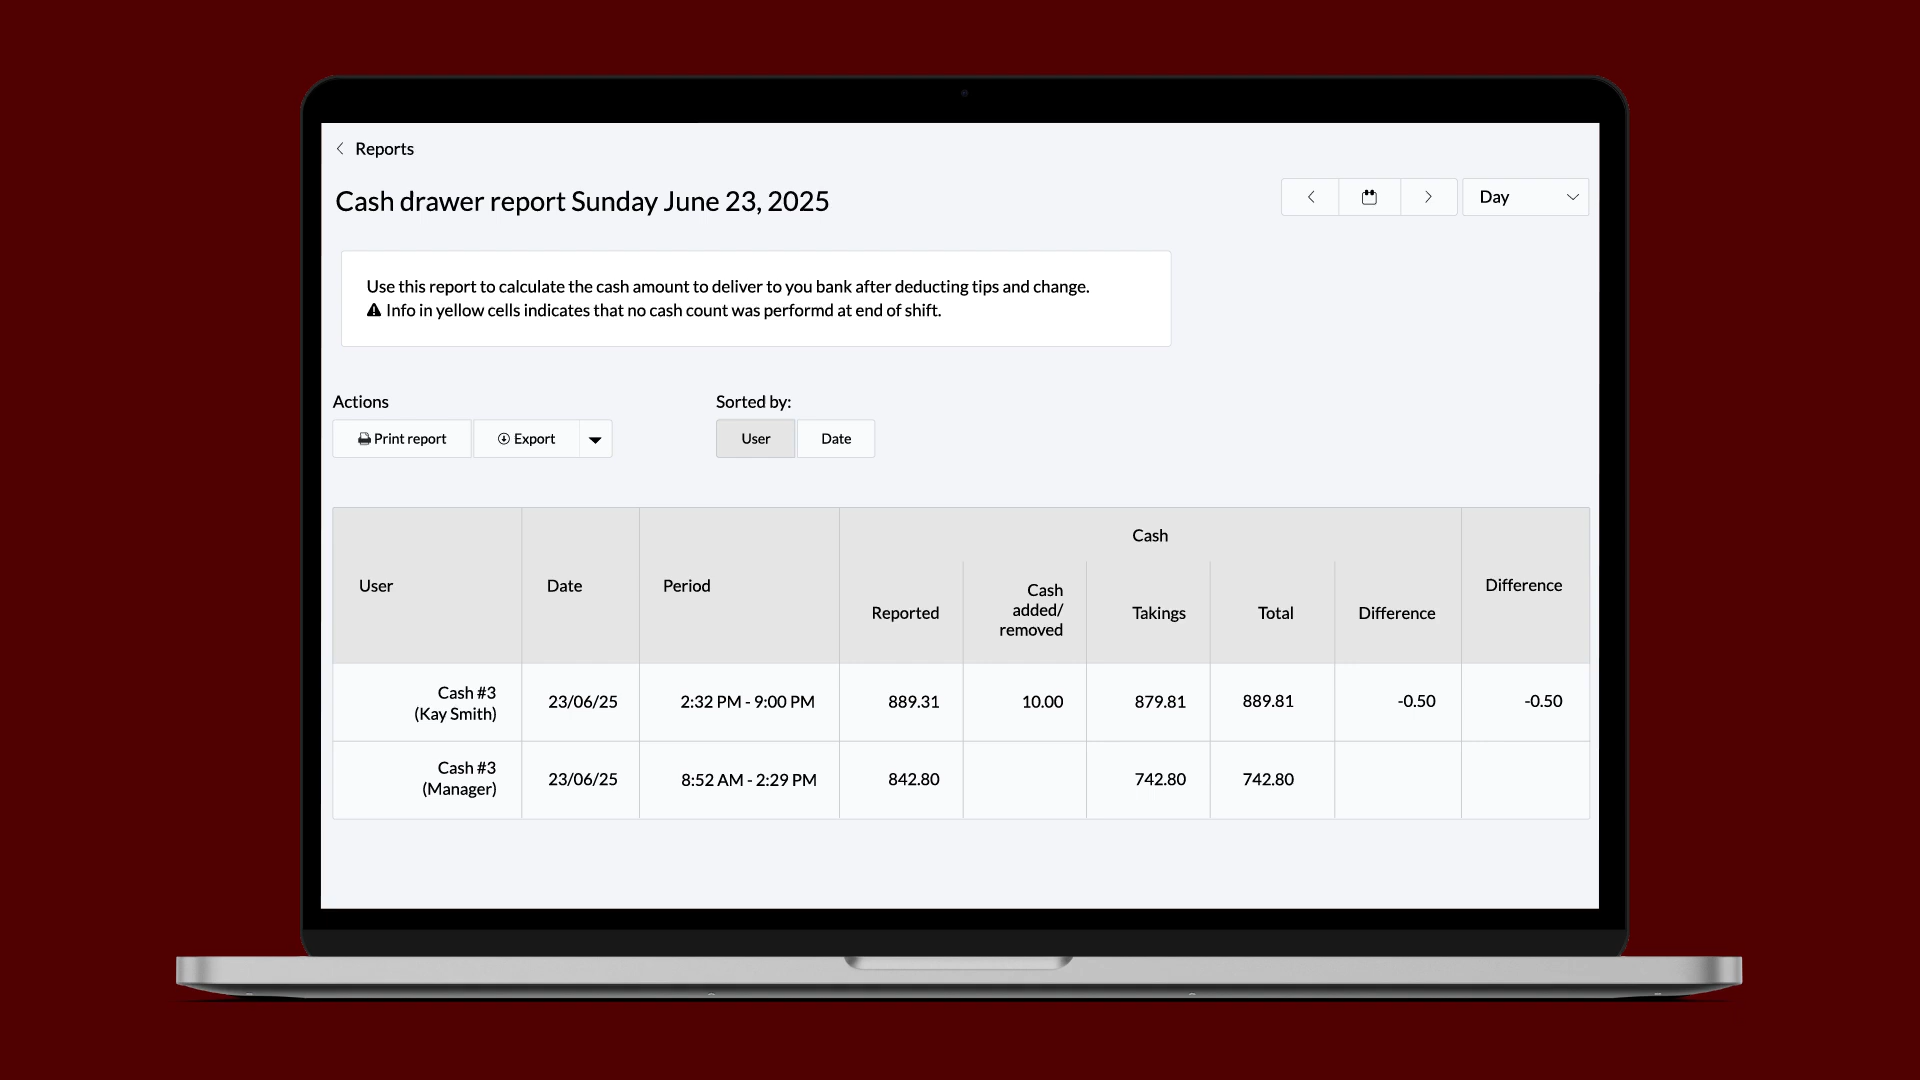 Reports
Cash drawer report Sunday June 23, 2025
Day
Use this report to calculate the cash amount to deliver to you bank after deducting tips and change.
Info in yellow cells indicates that no cash count was performd at end of shift.
Actions
Sorted by:
Print report
Export
User
Date
User
Date
Period
Cash
Reported
Cash
added/
removed
Takings
Total
Difference
Difference
Cash #3
(Kay Smith)
23/06/25
2:32 PM - 9:00 PM
889.31
10.00
879.81
889.81
-0.50
-0.50
Cash #3
(Manager)
23/06/25
8:52 AM - 2:29 PM
842.80
742.80
742.80